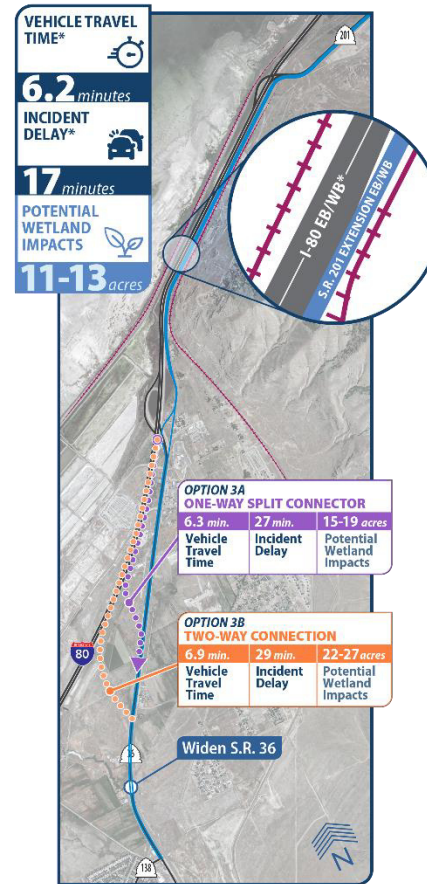 VEHICLE TRAVEL
TIME*
6.2 minutes
INCIDENT
DELAY*
17 minutes
POTENTIAL
WETLAND
IMPACTS
11-13 acres
201
I-80 EB/WB*
S.R. 201 EXTENSION EB/WB
OPTION 3A
ONE-WAY SPLIT CONNECTOR
6.3 min. 27 min. 15-19 acres
Vehicle Incident Potential
Travel Delay Wetland
Time Impacts
OPTION 3B
TWO-WAY CONNECTION
6.9 min. 29 min. 22-27 acres
Vehicle Incident Potential
Travel Delay Wetland
Time Impacts
80
Widen S.R. 36
138
N